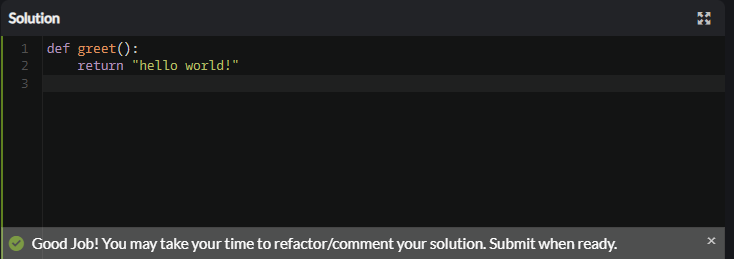 Solution
1 def greet():
2     return "hello world!"
3
Good Job! You may take your time to refactor/comment your solution. Submit when ready. ×